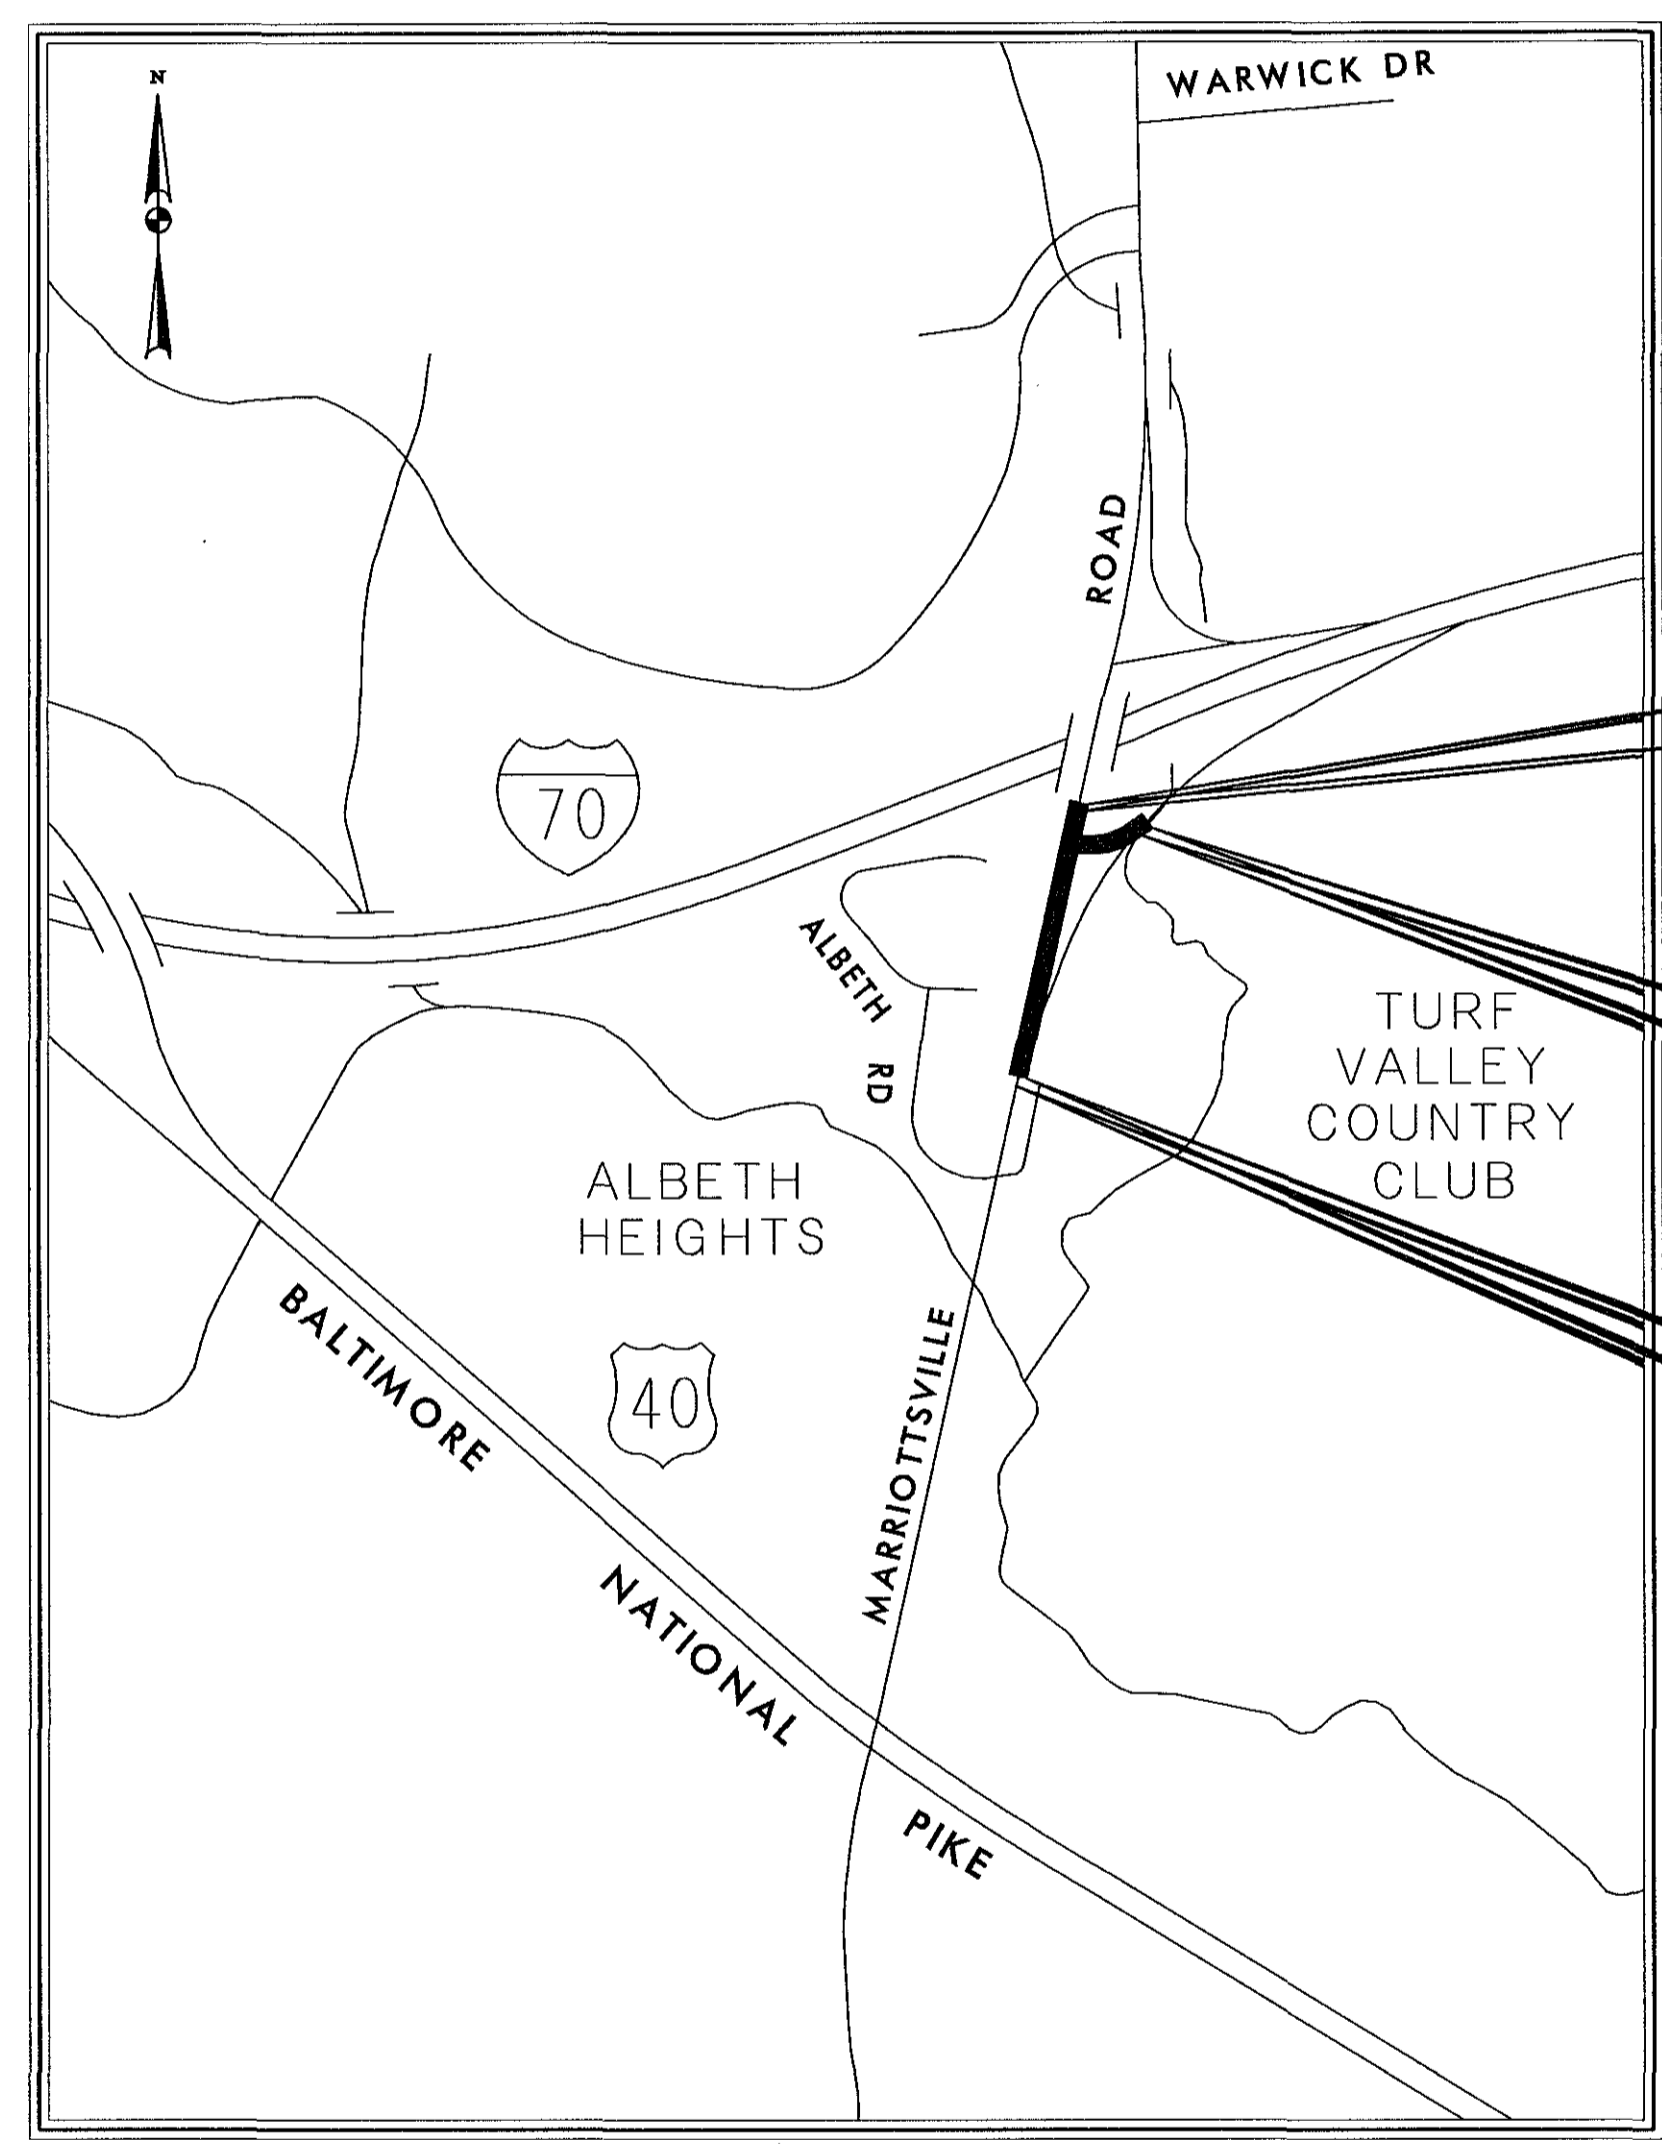 N
WARWICK DR
ROAD
70
ALBETH RD
TURF
VALLEY
COUNTRY
CLUB
ALBETH
HEIGHTS
40
MARRIOTTSVILLE
BALTIMORE
NATIONAL
PIKE